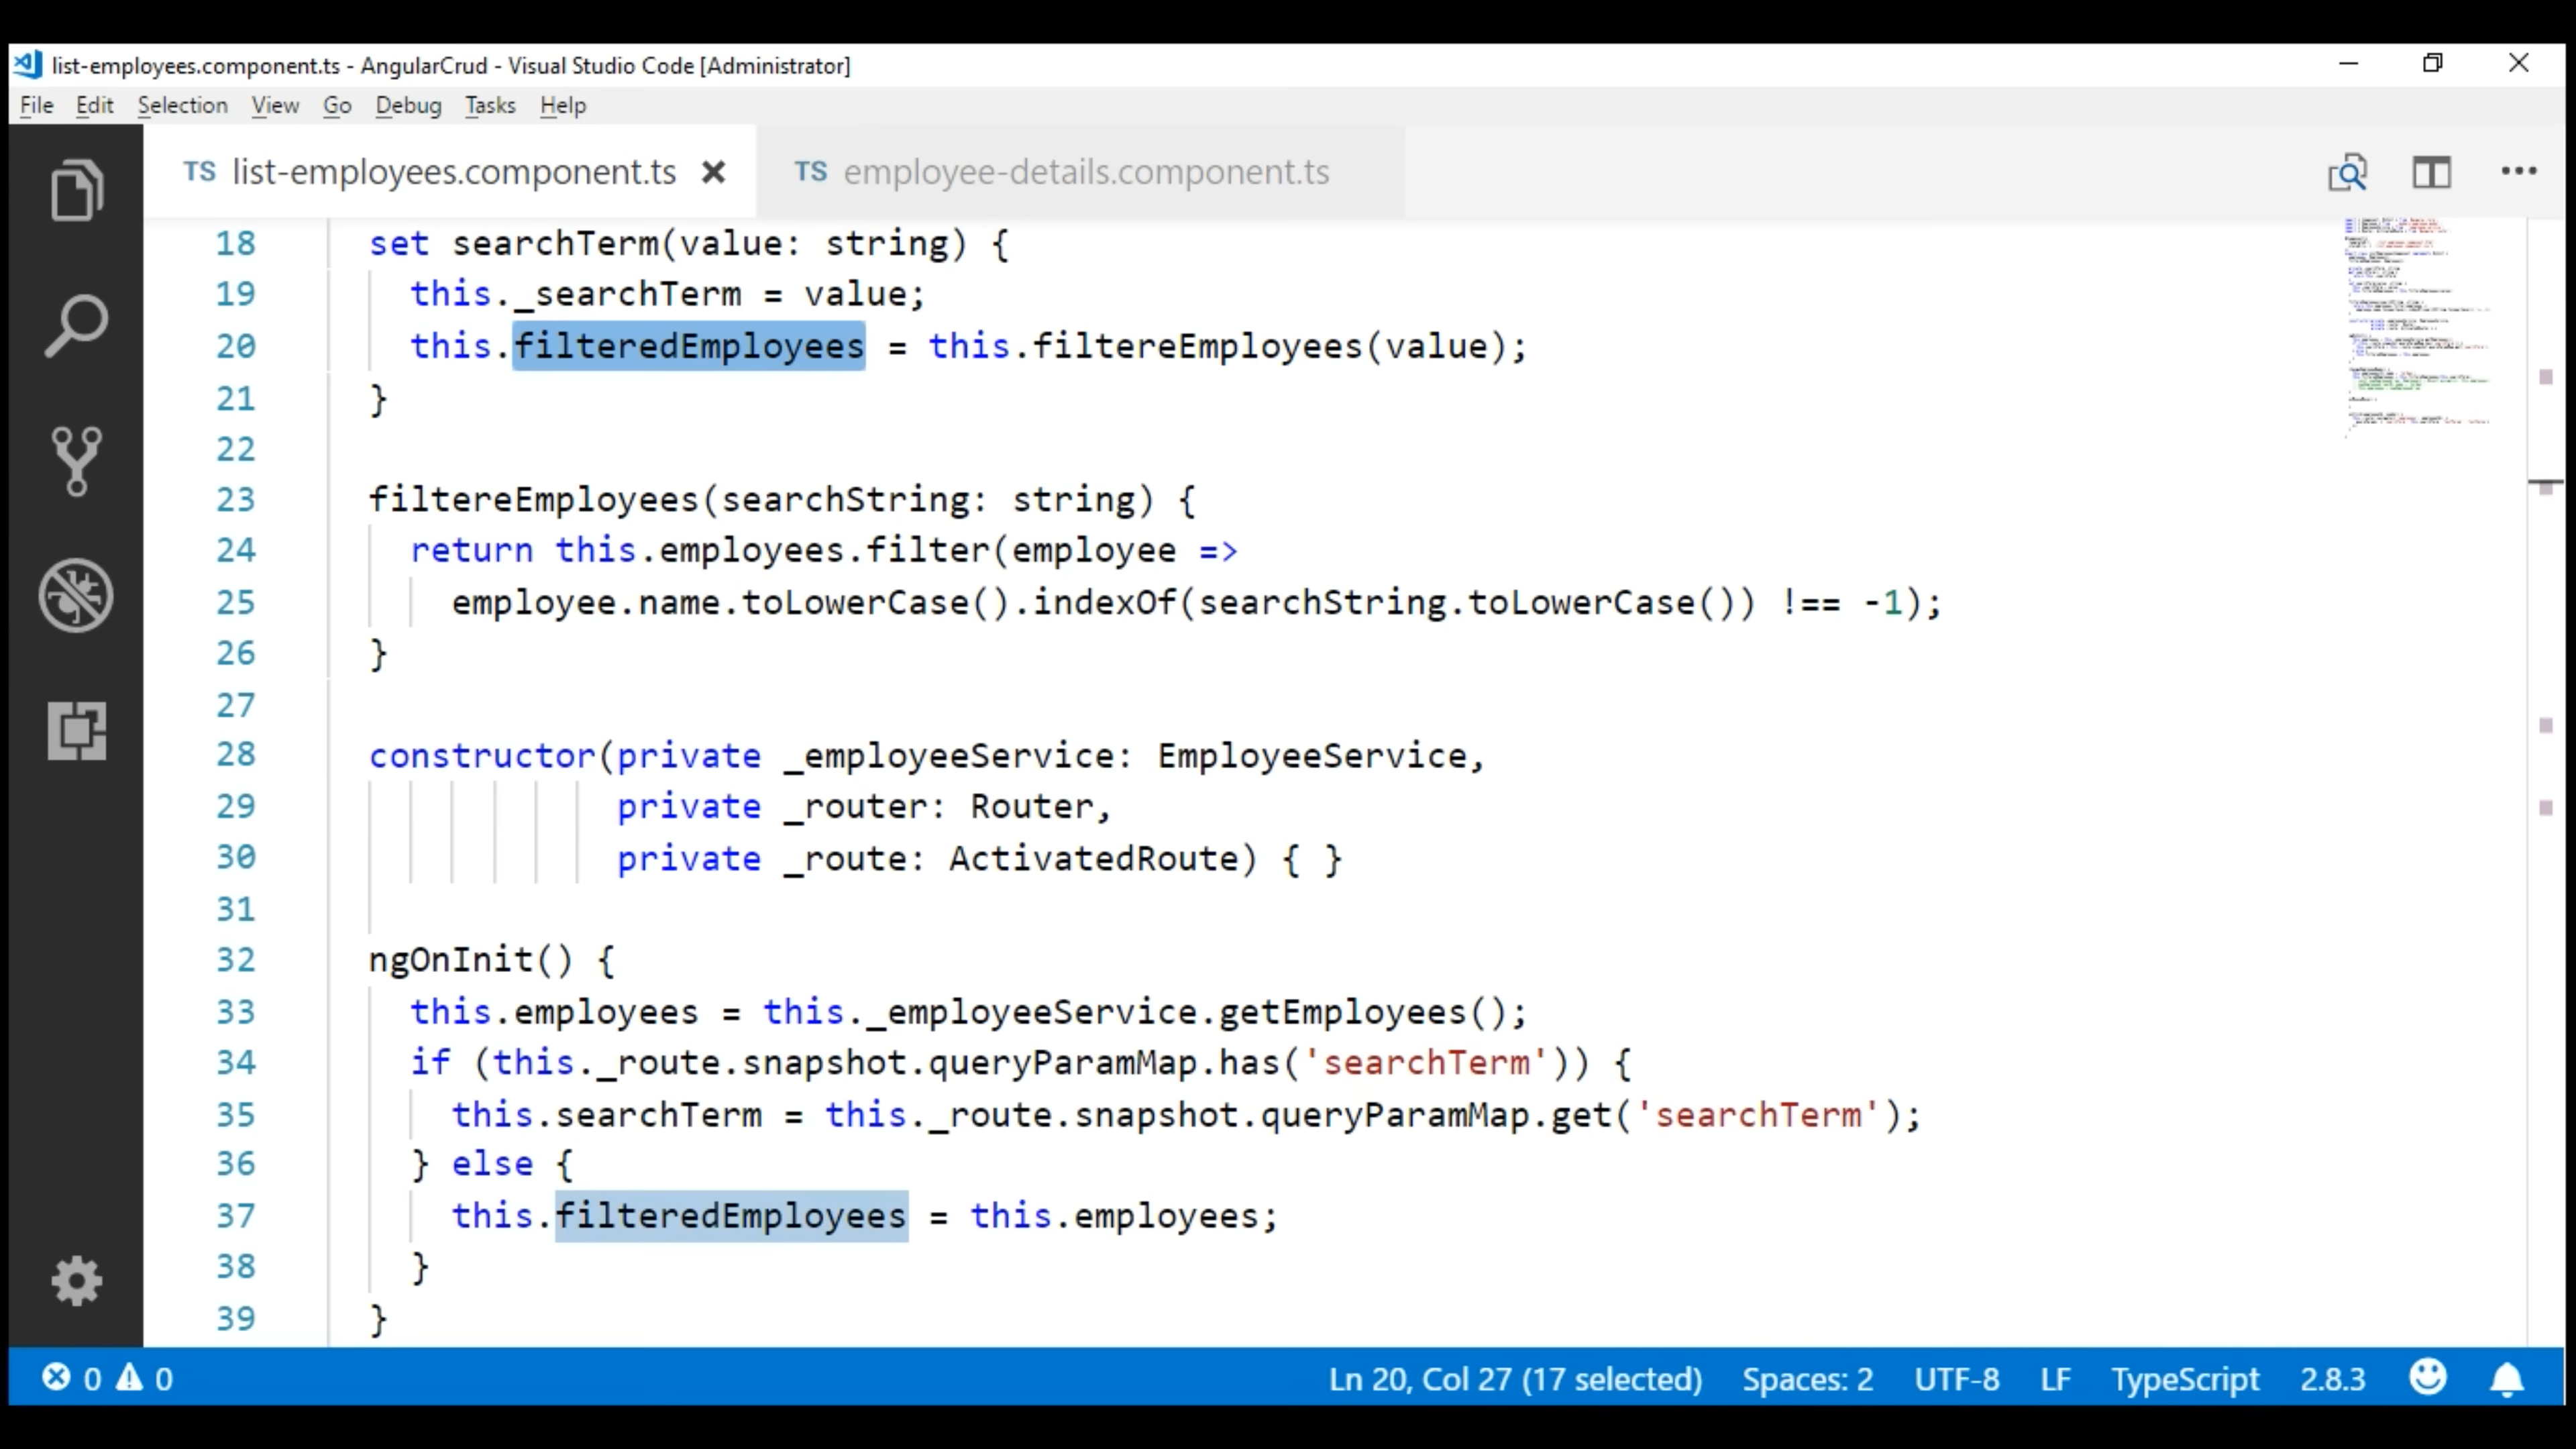 list-employees.component.ts - AngularCrud - Visual Studio Code [Administrator]
File Edit Selection View Go Debug Tasks Help
TS list-employees.component.ts TS employee-details.component.ts
18 set searchTerm(value: string) {
19 this._searchTerm = value;
20 this.filteredEmployees = this.filtereEmployees(value);
21 }
22
23 filtereEmployees(searchString: string) {
24 return this.employees.filter(employee =>
25 employee.name.toLowerCase().indexOf(searchString.toLowerCase()) !== -1);
26 }
27
28 constructor(private _employeeService: EmployeeService,
29 private _router: Router,
30 private _route: ActivatedRoute) { }
31
32 ngOnInit() {
33 this.employees = this._employeeService.getEmployees();
34 if (this._route.snapshot.queryParamMap.has('searchTerm')) {
35 this.searchTerm = this._route.snapshot.queryParamMap.get('searchTerm');
36 } else {
37 this.filteredEmployees = this.employees;
38 }
39 }
0 0 Ln 20, Col 27 (17 selected) Spaces: 2 UTF-8 LF TypeScript 2.8.3